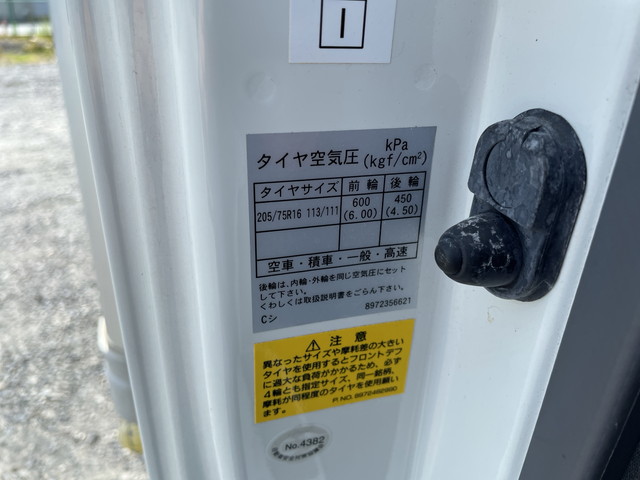 I
タイヤ空気圧 kPa (kgf/cm²)
タイヤサイズ 前輪 後輪
205/75R16 113/111 600 (6.00) 450 (4.50)
空車・積車・一般・高速
後輪は、内輪・外輪を同じ空気圧にセット
して下さい。
くわしくは取扱説明書をごらん下さい。
Cシ 8972356621
⚠ 注意
異なったサイズや摩耗差の大きい
タイヤを使用するとフロントデフ
に過大な負荷がかかるため、必ず
4輪とも指定サイズ、同一銘柄、
摩耗が同程度のタイヤを使用願い
ます。 P.NO.
No.4382